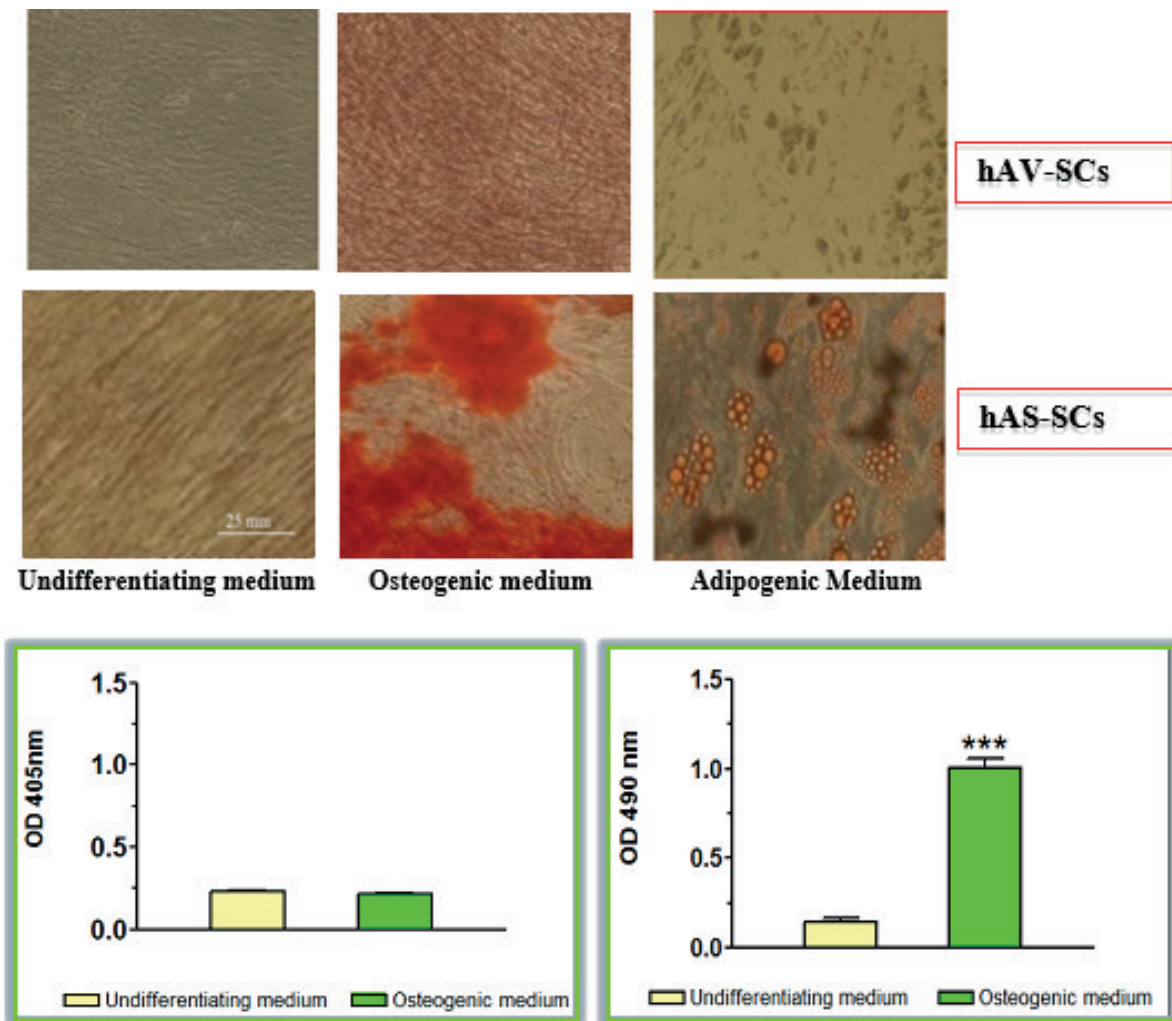 hAV-SCs
hAS-SCs
25 mm
Undifferentiating medium
Osteogenic medium
Adipogenic Medium
1.5
1.0
0.5
0.0
OD 405nm
Undifferentiating medium
Osteogenic medium
1.5
1.0
0.5
0.0
OD 490 nm
***
Undifferentiating medium
Osteogenic medium